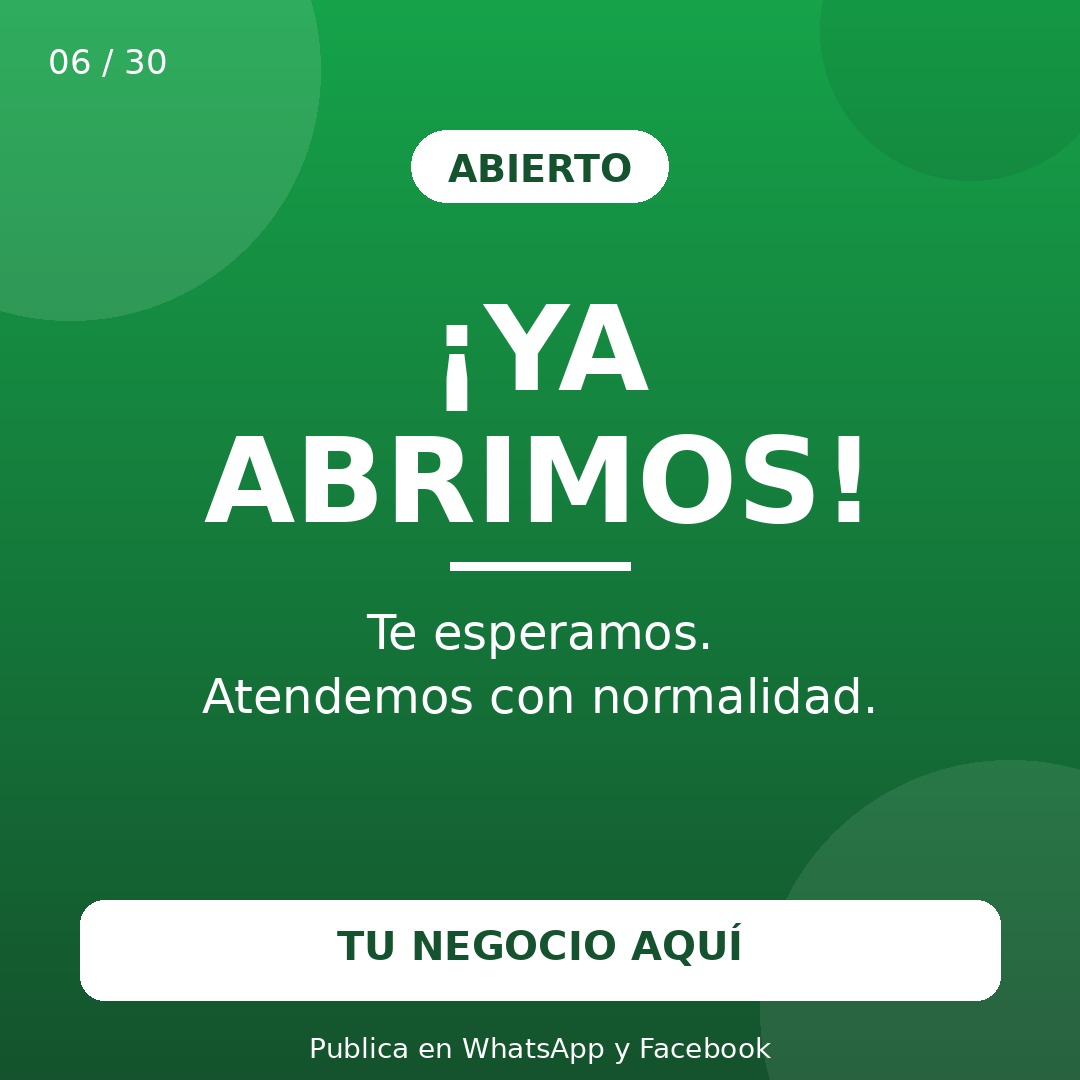 06 / 30
ABIERTO
¡YA
ABRIMOS!
Te esperamos.
Atendemos con normalidad.
TU NEGOCIO AQUÍ
Publica en WhatsApp y Facebook